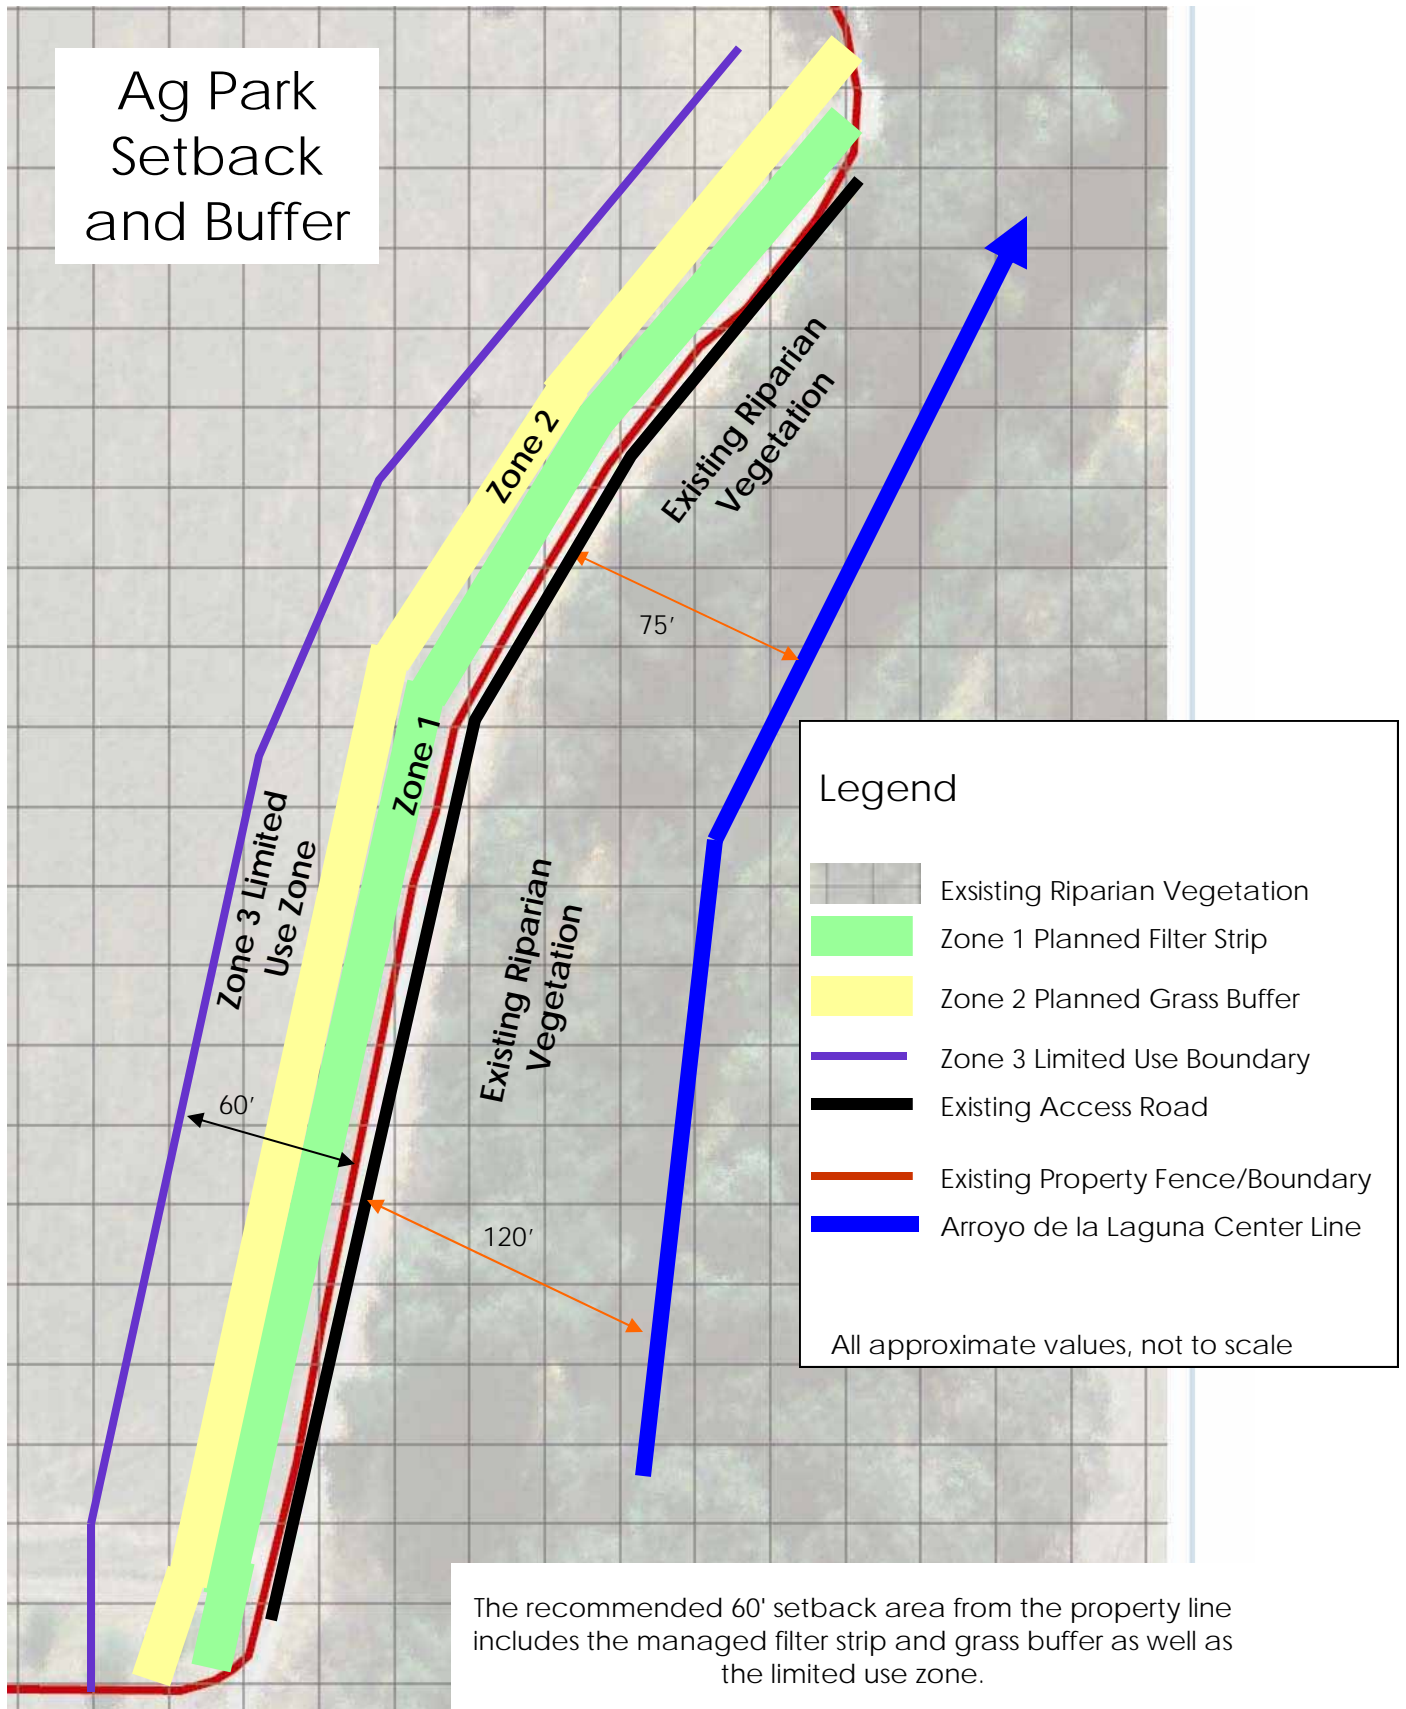 Ag Park
Setback
and Buffer
Zone 2
Existing Riparian
Vegetation
75'
Zone 1
Zone 3 Limited
Use Zone
Existing Riparian
Vegetation
60'
120'
Legend
Exsisting Riparian Vegetation
Zone 1 Planned Filter Strip
Zone 2 Planned Grass Buffer
Zone 3 Limited Use Boundary
Existing Access Road
Existing Property Fence/Boundary
Arroyo de la Laguna Center Line
All approximate values, not to scale
The recommended 60' setback area from the property line
includes the managed filter strip and grass buffer as well as
the limited use zone.